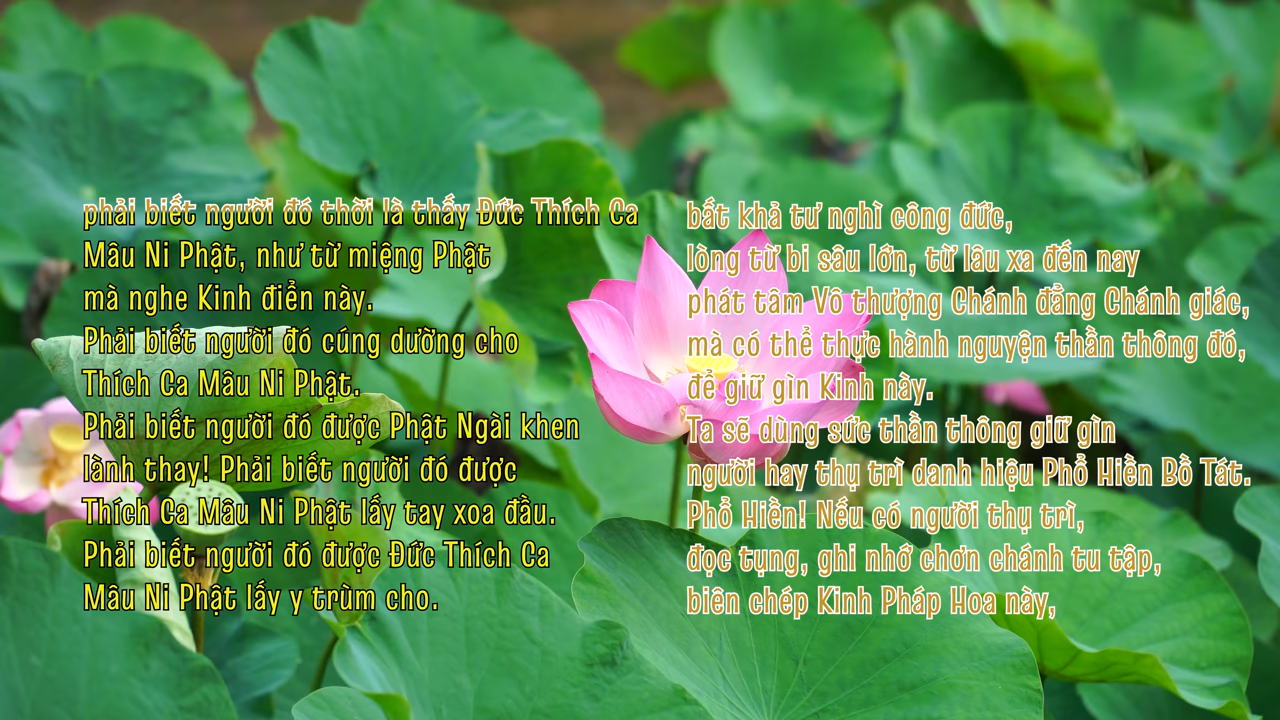 phải biết người đó thời là thấy Đức Thích Ca
Mâu Ni Phật, như từ miệng Phật
mà nghe Kinh điển này.
Phải biết người đó cúng dường cho
Thích Ca Mâu Ni Phật.
Phải biết người đó được Phật Ngài khen
lành thay! Phải biết người đó được
Thích Ca Mâu Ni Phật lấy tay xoa đầu.
Phải biết người đó được Đức Thích Ca
Mâu Ni Phật lấy y trùm cho.
bất khả tư nghì công đức,
lòng từ bi sâu lớn, từ lâu xa đến nay
phát tâm Vô thượng Chánh đẳng Chánh giác,
mà có thể thực hành nguyện thần thông đó,
để giữ gìn Kinh này.
Ta sẽ dùng sức thần thông giữ gìn
người hay thụ trì danh hiệu Phổ Hiền Bồ Tát.
Phổ Hiền! Nếu có người thụ trì,
đọc tụng, ghi nhớ chơn chánh tu tập,
biên chép Kinh Pháp Hoa này,